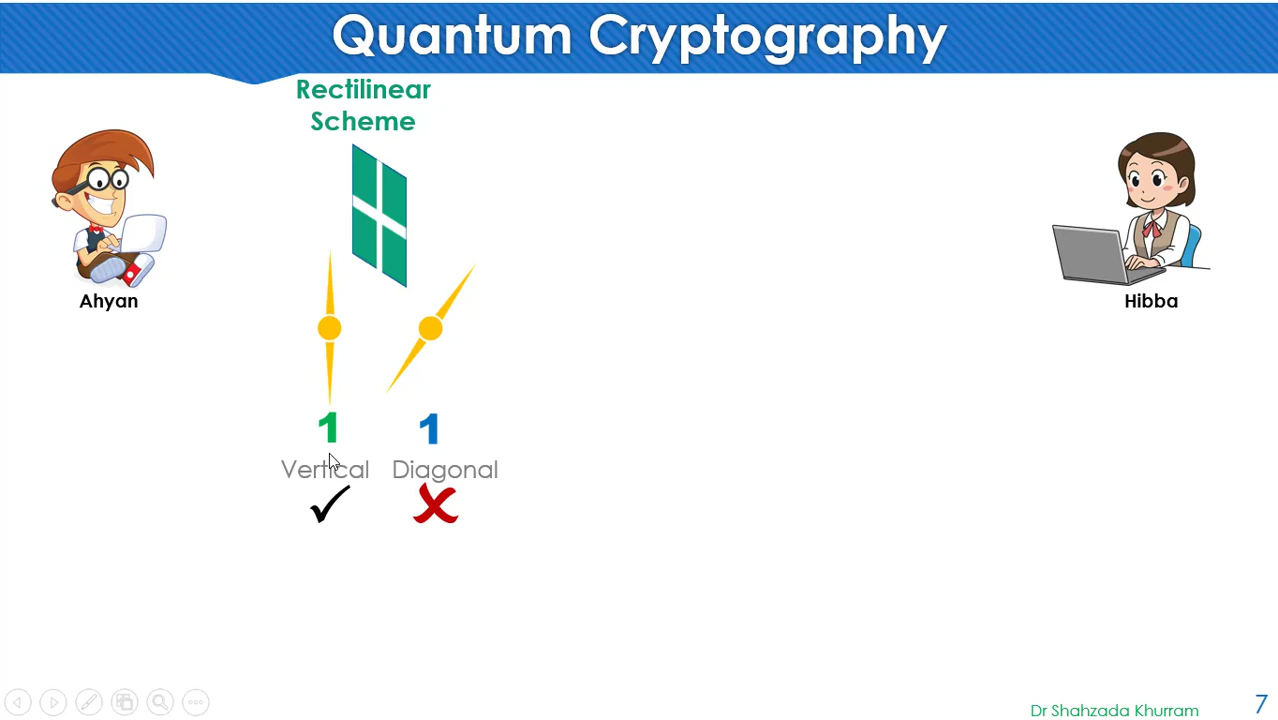 Quantum Cryptography
Rectilinear
Scheme
Ahyan
Hibba
1 1
Vertical Diagonal
Dr Shahzada Khurram 7